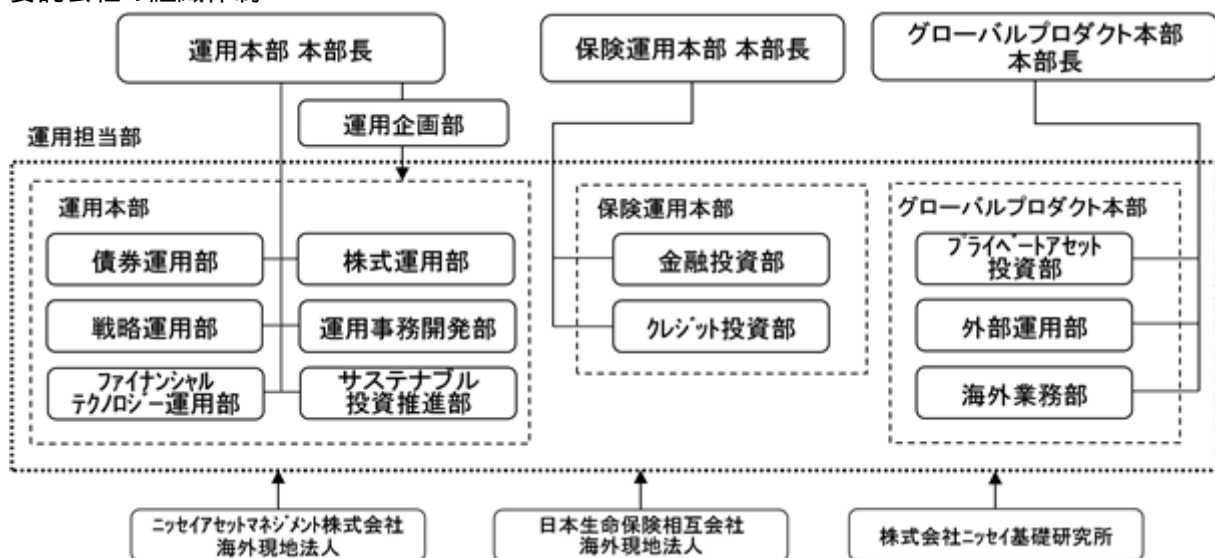 運用本部 本部長
保険運用本部 本部長
グローバルプロダクト本部
本部長
運用企画部
運用担当部
運用本部
債券運用部
株式運用部
戦略運用部
運用事務開発部
ファイナンシャル
テクノロジー運用部
サステナブル
投資推進部
保険運用本部
金融投資部
クレジット投資部
グローバルプロダクト本部
プライベートアセット
投資部
外部運用部
海外業務部
ニッセイアセットマネジメント株式会社
海外現地法人
日本生命保険相互会社
海外現地法人
株式会社ニッセイ基礎研究所